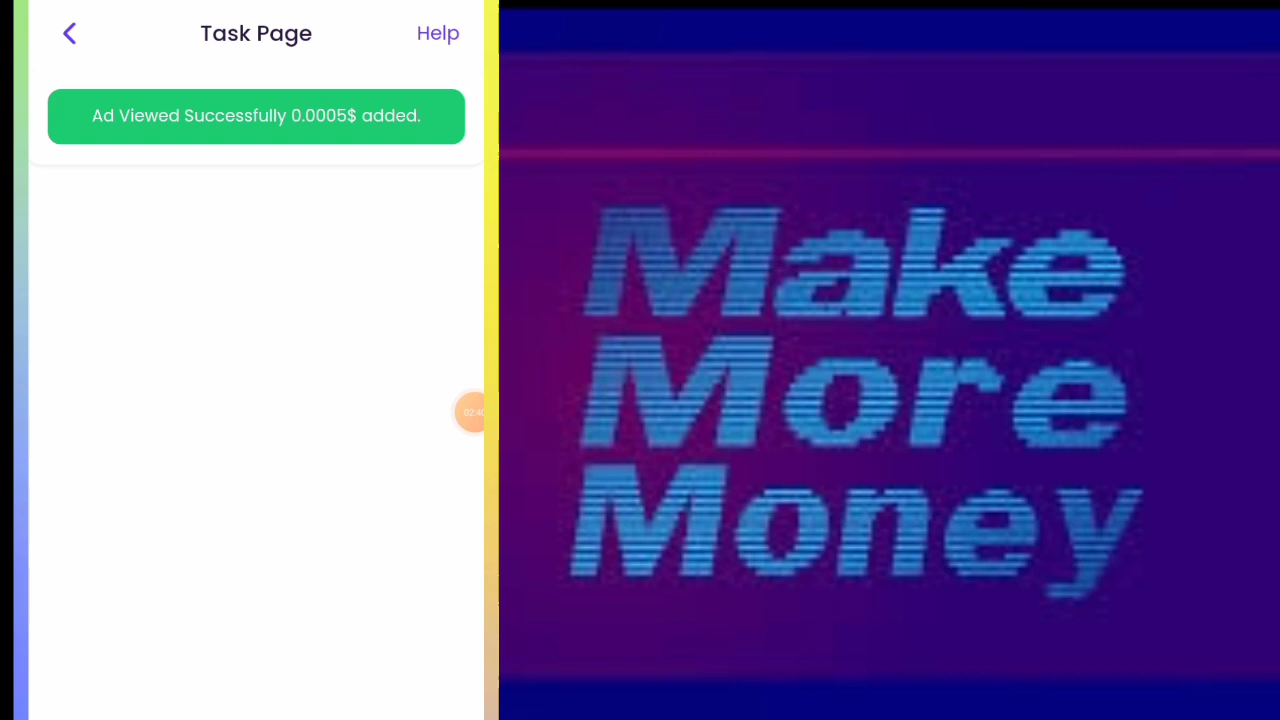 Task Page
Help
Ad Viewed Successfully 0.0005$ added.
Make
More
Money